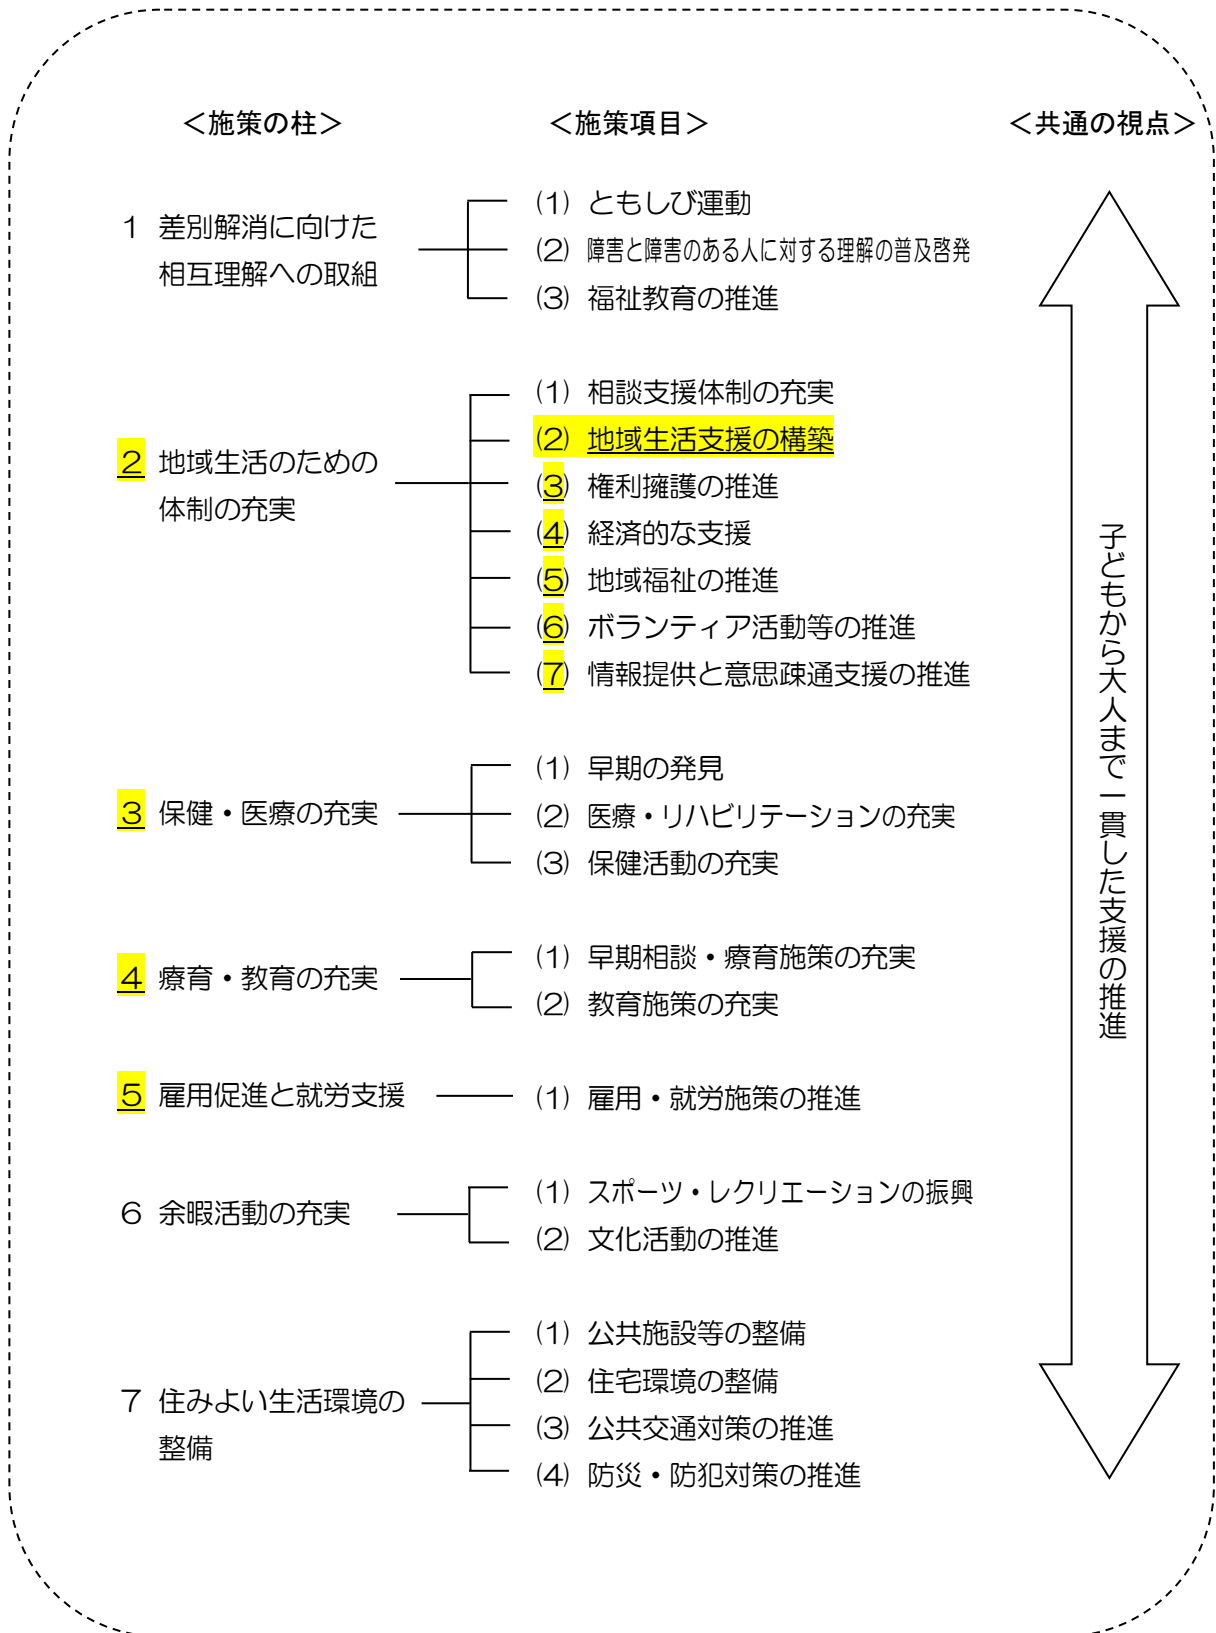 ＜施策の柱＞　＜施策項目＞　＜共通の視点＞
1 差別解消に向けた
相互理解への取組
(1) ともしび運動
(2) 障害と障害のある人に対する理解の普及啓発
(3) 福祉教育の推進
2 地域生活のための
体制の充実
(1) 相談支援体制の充実
(2) 地域生活支援の構築
(3) 権利擁護の推進
(4) 経済的な支援
(5) 地域福祉の推進
(6) ボランティア活動等の推進
(7) 情報提供と意思疎通支援の推進
3 保健・医療の充実
(1) 早期の発見
(2) 医療・リハビリテーションの充実
(3) 保健活動の充実
4 療育・教育の充実
(1) 早期相談・療育施策の充実
(2) 教育施策の充実
5 雇用促進と就労支援
(1) 雇用・就労施策の推進
6 余暇活動の充実
(1) スポーツ・レクリエーションの振興
(2) 文化活動の推進
7 住みよい生活環境の
整備
(1) 公共施設等の整備
(2) 住宅環境の整備
(3) 公共交通対策の推進
(4) 防災・防犯対策の推進
子どもから大人まで一貫した支援の推進